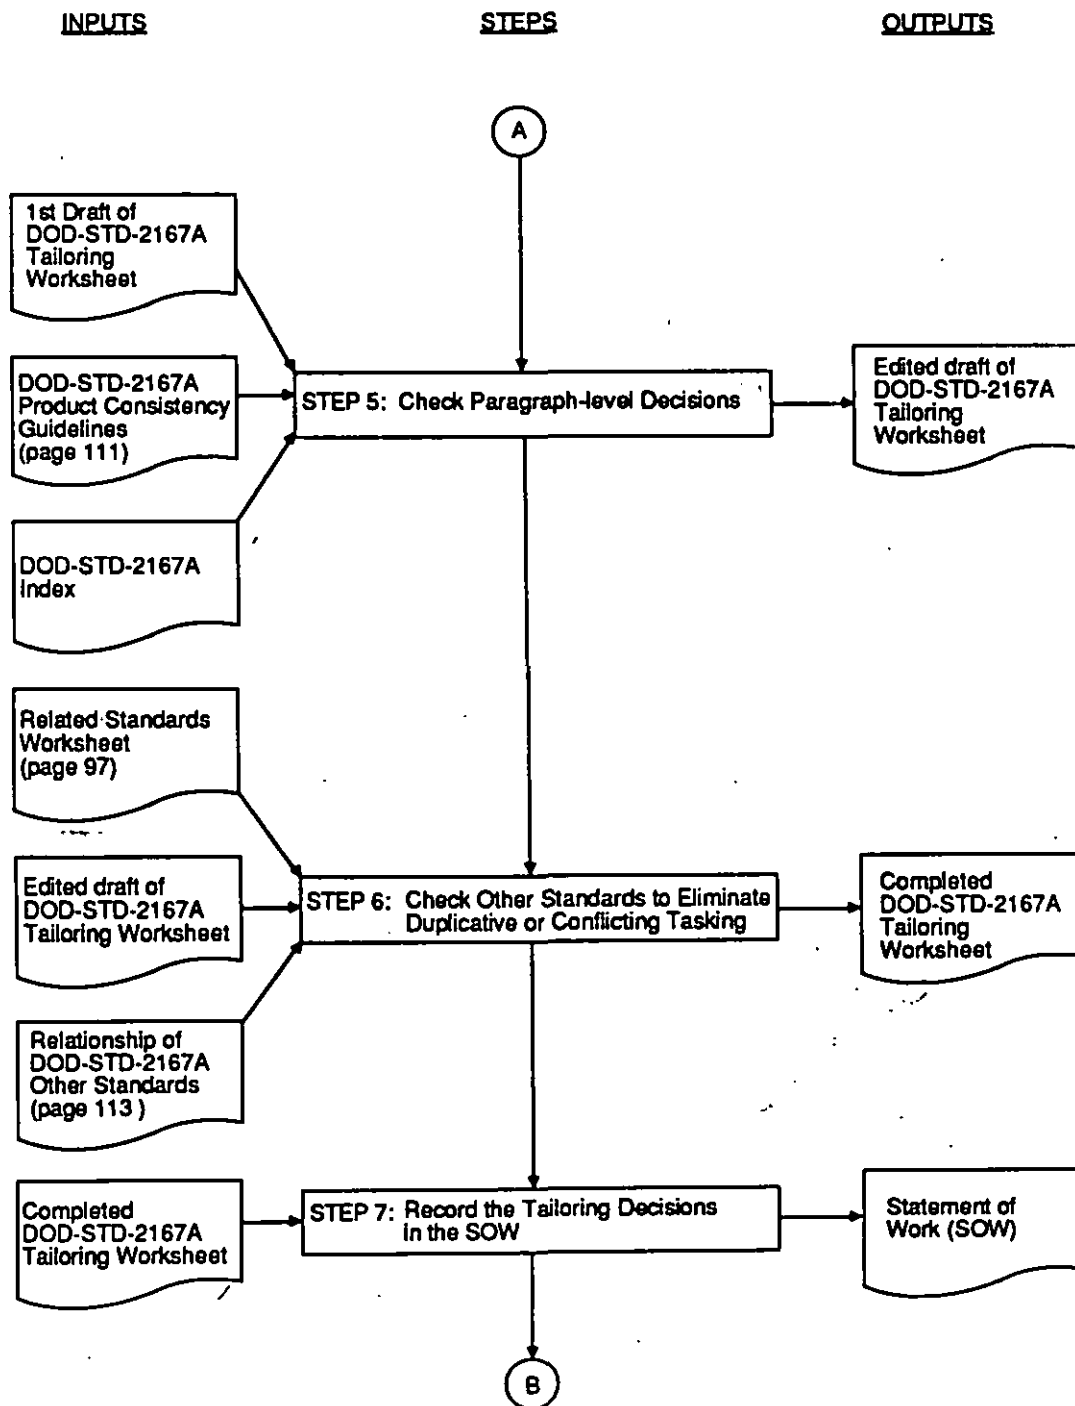 INPUTS
STEPS
OUTPUTS
A
1st Draft of
DOD-STD-2167A
Tailoring
Worksheet
DOD-STD-2167A
Product Consistency
Guidelines
(page 111)
STEP 5: Check Paragraph-level Decisions
Edited draft of
DOD-STD-2167A
Tailoring
Worksheet
DOD-STD-2167A
Index
Related Standards
Worksheet
(page 97)
Edited draft of
DOD-STD-2167A
Tailoring Worksheet
STEP 6: Check Other Standards to Eliminate
Duplicative or Conflicting Tasking
Completed
DOD-STD-2167A
Tailoring
Worksheet
Relationship of
DOD-STD-2167A
Other Standards
(page 113 )
Completed
DOD-STD-2167A
Tailoring Worksheet
STEP 7: Record the Tailoring Decisions
in the SOW
Statement of
Work (SOW)
B